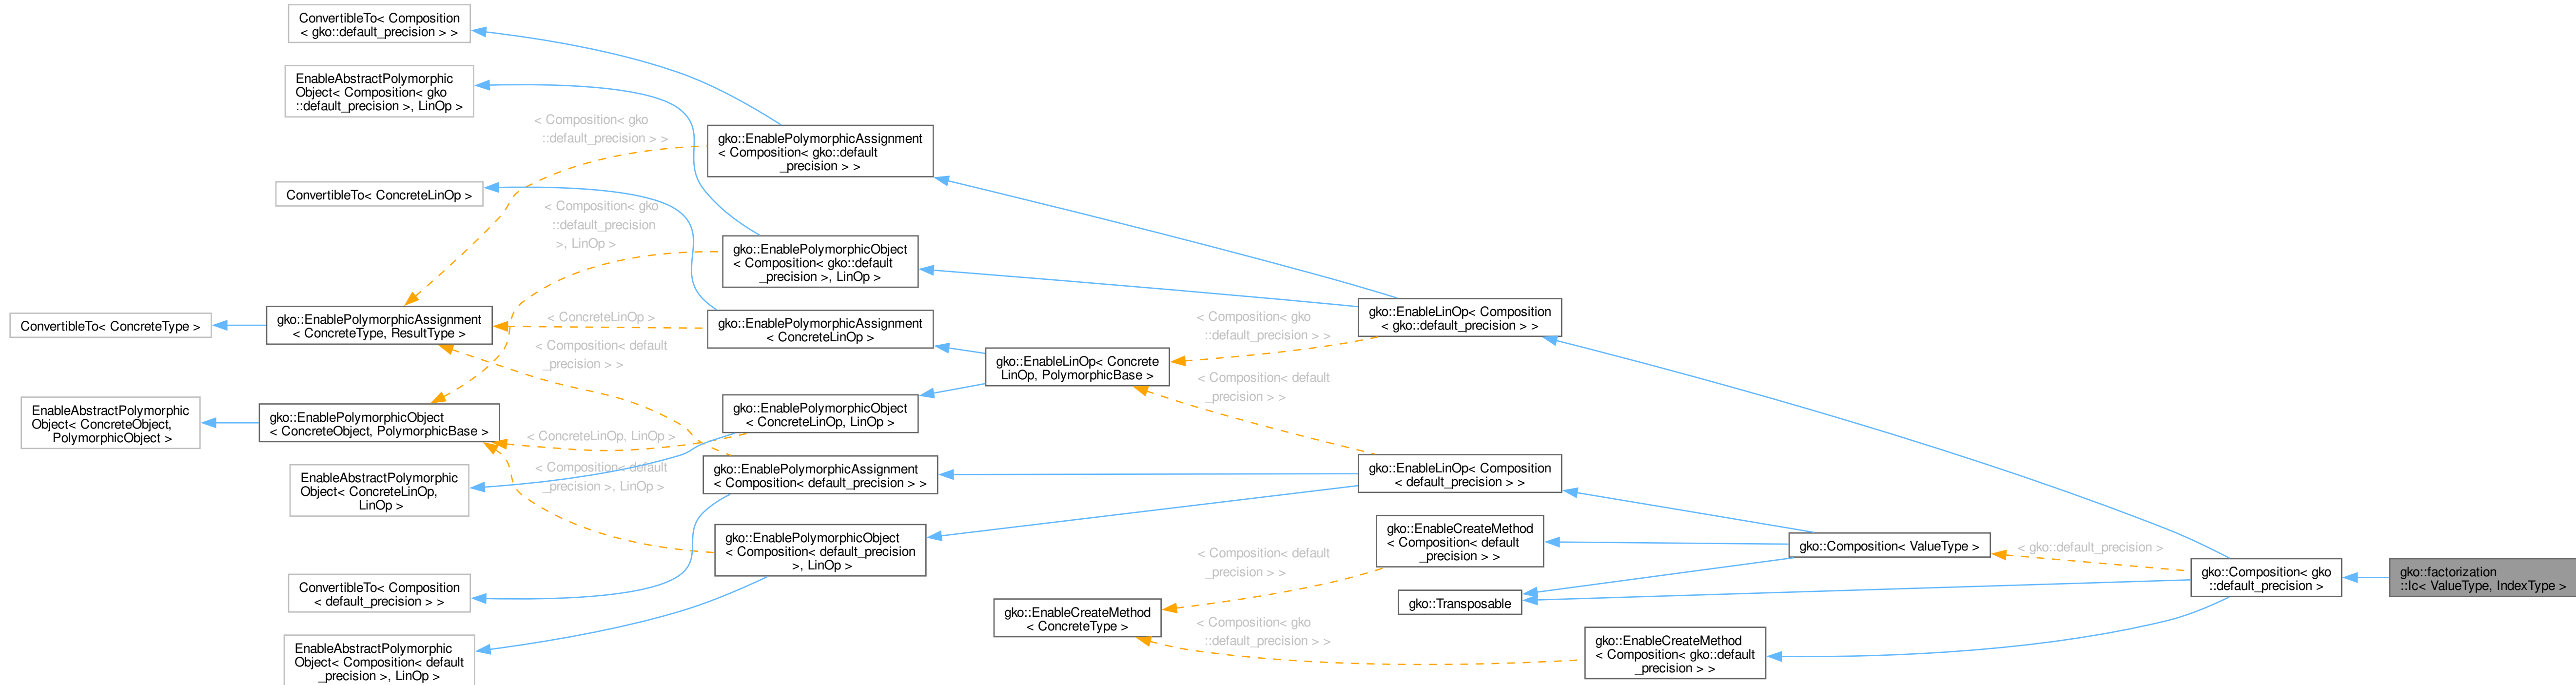 ConvertibleTo< Composition
< gko::default_precision > >
EnableAbstractPolymorphic
Object< Composition< gko
::default_precision >, LinOp >
< Composition< gko
::default_precision > >
gko::EnablePolymorphicAssignment
< Composition< gko::default
_precision > >
ConvertibleTo< ConcreteLinOp >
< Composition< gko
::default_precision
>, LinOp >
gko::EnablePolymorphicObject
< Composition< gko::default
_precision >, LinOp >
ConvertibleTo< ConcreteType >
gko::EnablePolymorphicAssignment
< ConcreteType, ResultType >
< ConcreteLinOp >
gko::EnablePolymorphicAssignment
< ConcreteLinOp >
< Composition< default
_precision > >
gko::EnableLinOp< Concrete
LinOp, PolymorphicBase >
< Composition< gko
::default_precision > >
gko::EnableLinOp< Composition
< gko::default_precision > >
< Composition< default
_precision > >
EnableAbstractPolymorphic
Object< ConcreteObject,
PolymorphicObject >
gko::EnablePolymorphicObject
< ConcreteObject, PolymorphicBase >
< ConcreteLinOp, LinOp >
gko::EnablePolymorphicObject
< ConcreteLinOp, LinOp >
EnableAbstractPolymorphic
Object< ConcreteLinOp,
LinOp >
< Composition< default
_precision >, LinOp >
gko::EnablePolymorphicAssignment
< Composition< default_precision > >
gko::EnableLinOp< Composition
< default_precision > >
gko::EnablePolymorphicObject
< Composition< default_precision
>, LinOp >
< Composition< default
_precision > >
gko::EnableCreateMethod
< Composition< default
_precision > >
gko::Composition< ValueType >
< gko::default_precision >
gko::Composition< gko
::default_precision >
gko::factorization
::Ic< ValueType, IndexType >
ConvertibleTo< Composition
< default_precision > >
gko::EnableCreateMethod
< ConcreteType >
gko::Transposable
< Composition< gko
::default_precision > >
gko::EnableCreateMethod
< Composition< gko::default
_precision > >
EnableAbstractPolymorphic
Object< Composition< default
_precision >, LinOp >